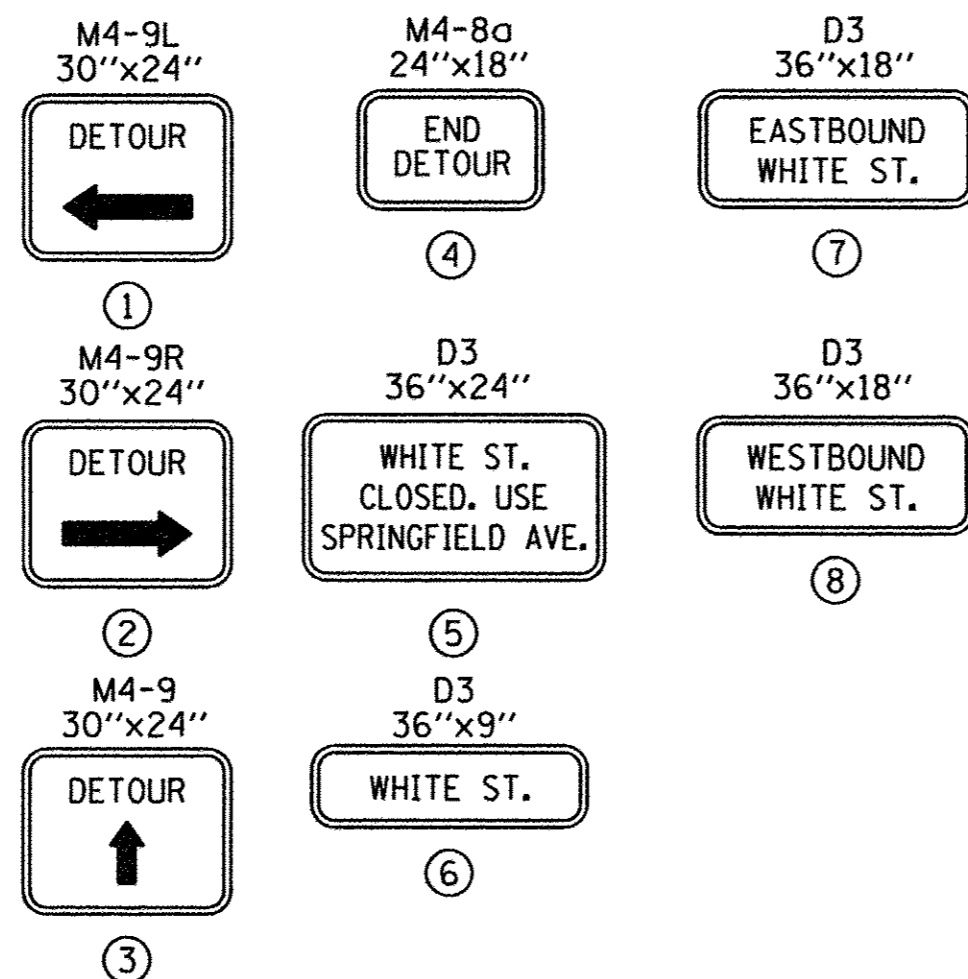 M4-9L
30"x24"
DETOUR
1
M4-9R
30"x24"
DETOUR
2
M4-9
30"x24"
DETOUR
3
M4-8a
24"x18"
END
DETOUR
4
D3
36"x24"
WHITE ST.
CLOSED. USE
SPRINGFIELD AVE.
5
D3
36"x9"
WHITE ST.
6
D3
36"x18"
EASTBOUND
WHITE ST.
7
D3
36"x18"
WESTBOUND
WHITE ST.
8